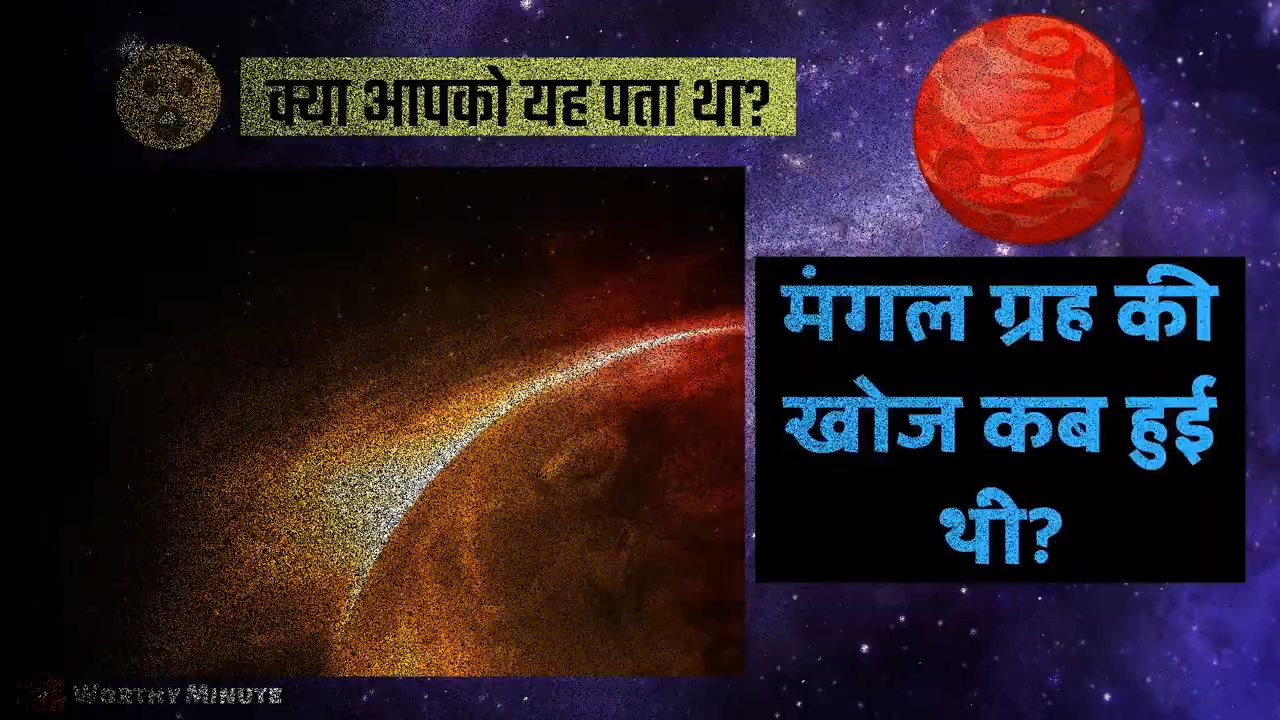 क्या आपको यह पता था?
मंगल ग्रह की
खोज कब हुई
थी?
WORTHY MINUTE